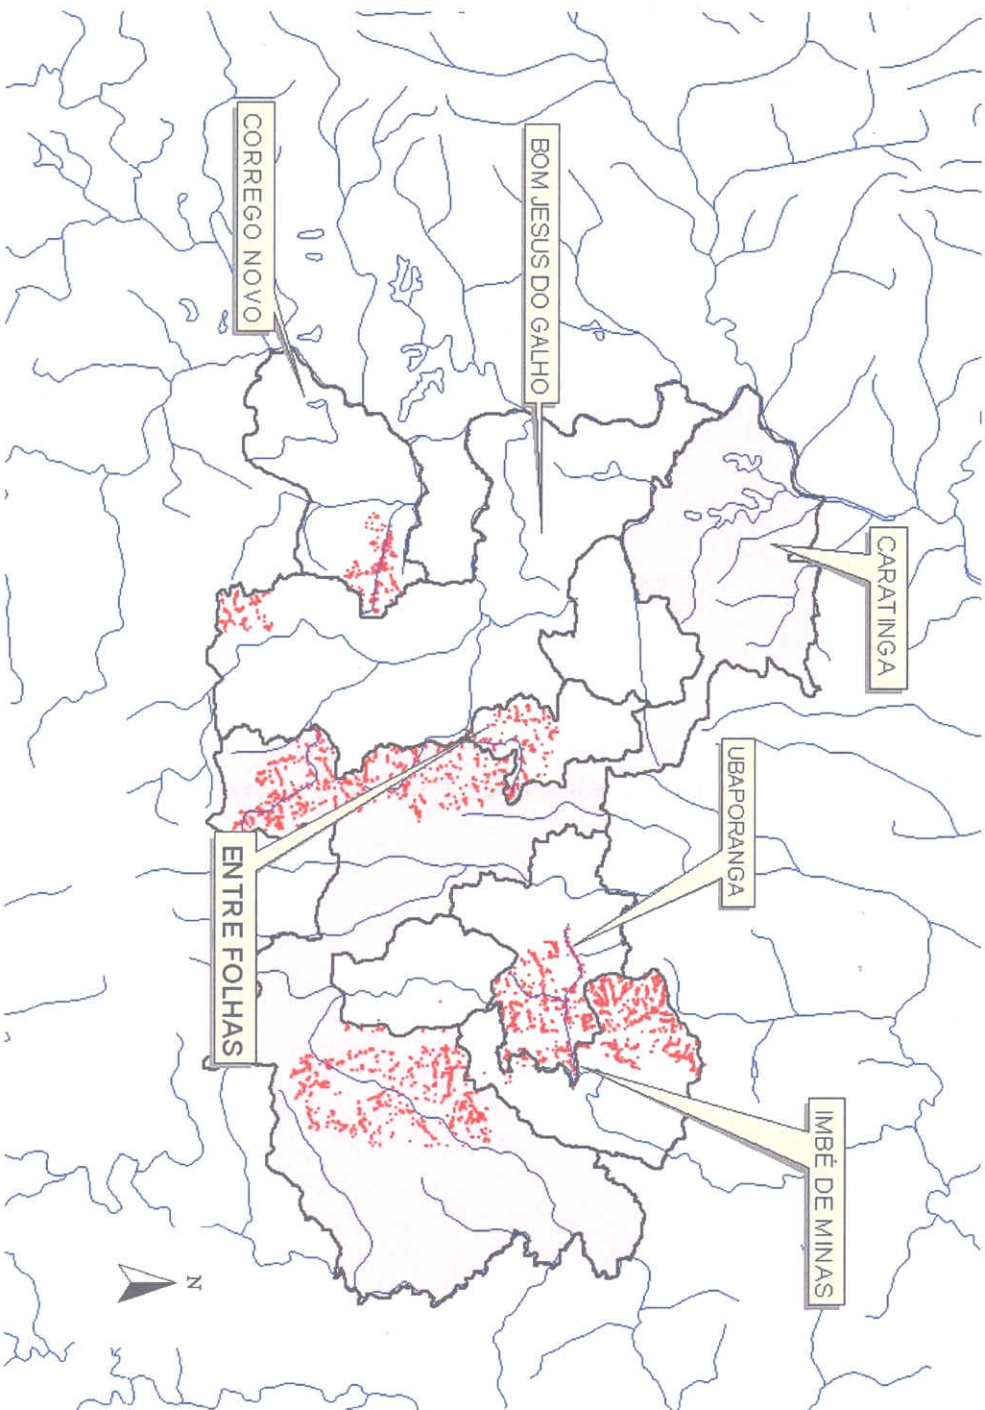 CARATINGA
UBAPORANGA
IMBÉ DE MINAS
BOM JESUS DO GALHO
CORREGO NOVO
ENTRE FOLHAS
N